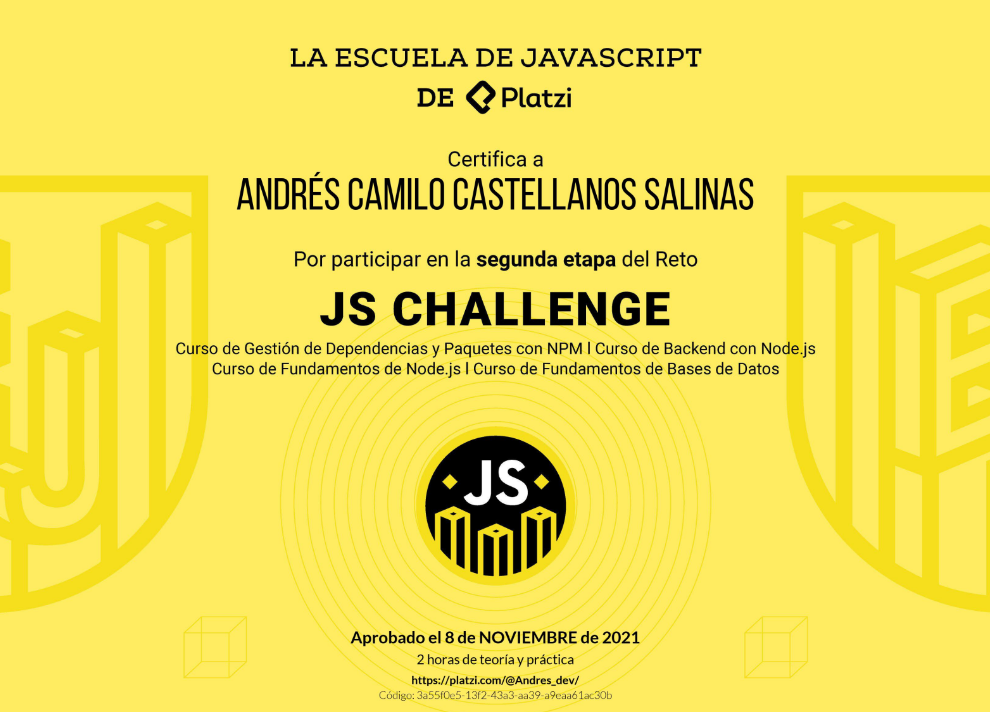 LA ESCUELA DE JAVASCRIPT
DE Platzi
Certifica a
ANDRÉS CAMILO CASTELLANOS SALINAS
Por participar en la segunda etapa del Reto
JS CHALLENGE
Curso de Gestión de Dependencias y Paquetes con NPM l Curso de Backend con Node.js
Curso de Fundamentos de Node.js l Curso de Fundamentos de Bases de Datos
JS
Aprobado el 8 de NOVIEMBRE de 2021
2 horas de teoría y práctica
https://platzi.com/@Andres_dev/
Código: 3a55f0e5-13f2-43a3-aa39-a9eaa61ac30b